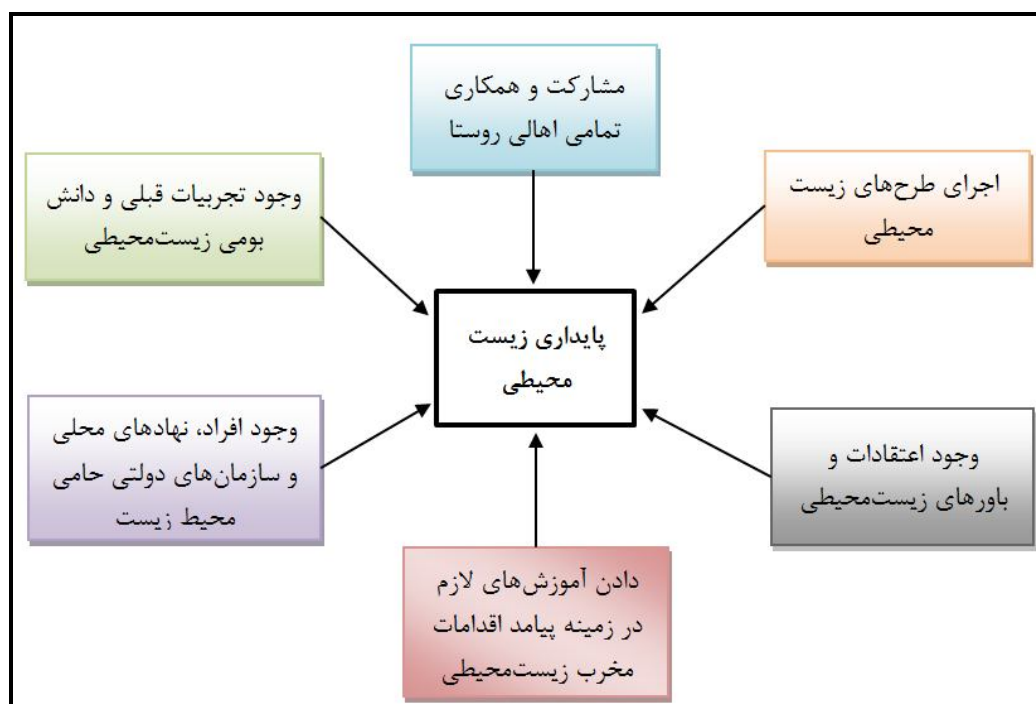 مشارکت و همکاری
تمامی اهالی روستا
اجرای طرح‌های زیست
محیطی
وجود تجربیات قبلی و دانش
بومی زیست‌محیطی
پایداری زیست
محیطی
وجود اعتقادات و
باورهای زیست‌محیطی
وجود افراد، نهادهای محلی
و سازمان‌های دولتی حامی
محیط زیست
دادن آموزش‌های لازم
در زمینه پیامد اقدامات
مخرب زیست‌محیطی